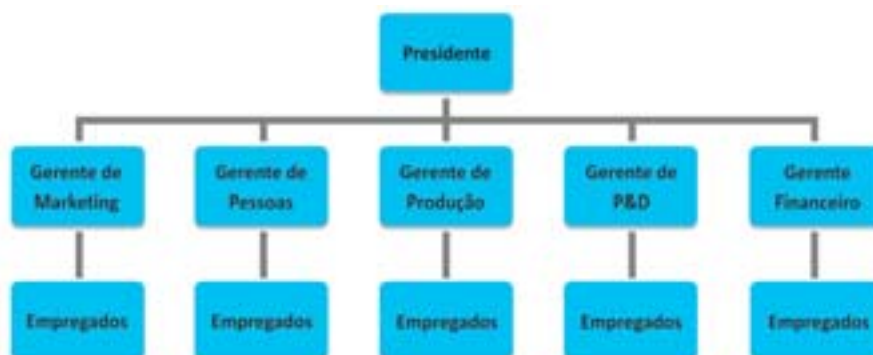 Presidente
Gerente de
Marketing
Gerente de
Pessoas
Gerente de
Produção
Gerente de
P&D
Gerente
Financeiro
Empregados
Empregados
Empregados
Empregados
Empregados